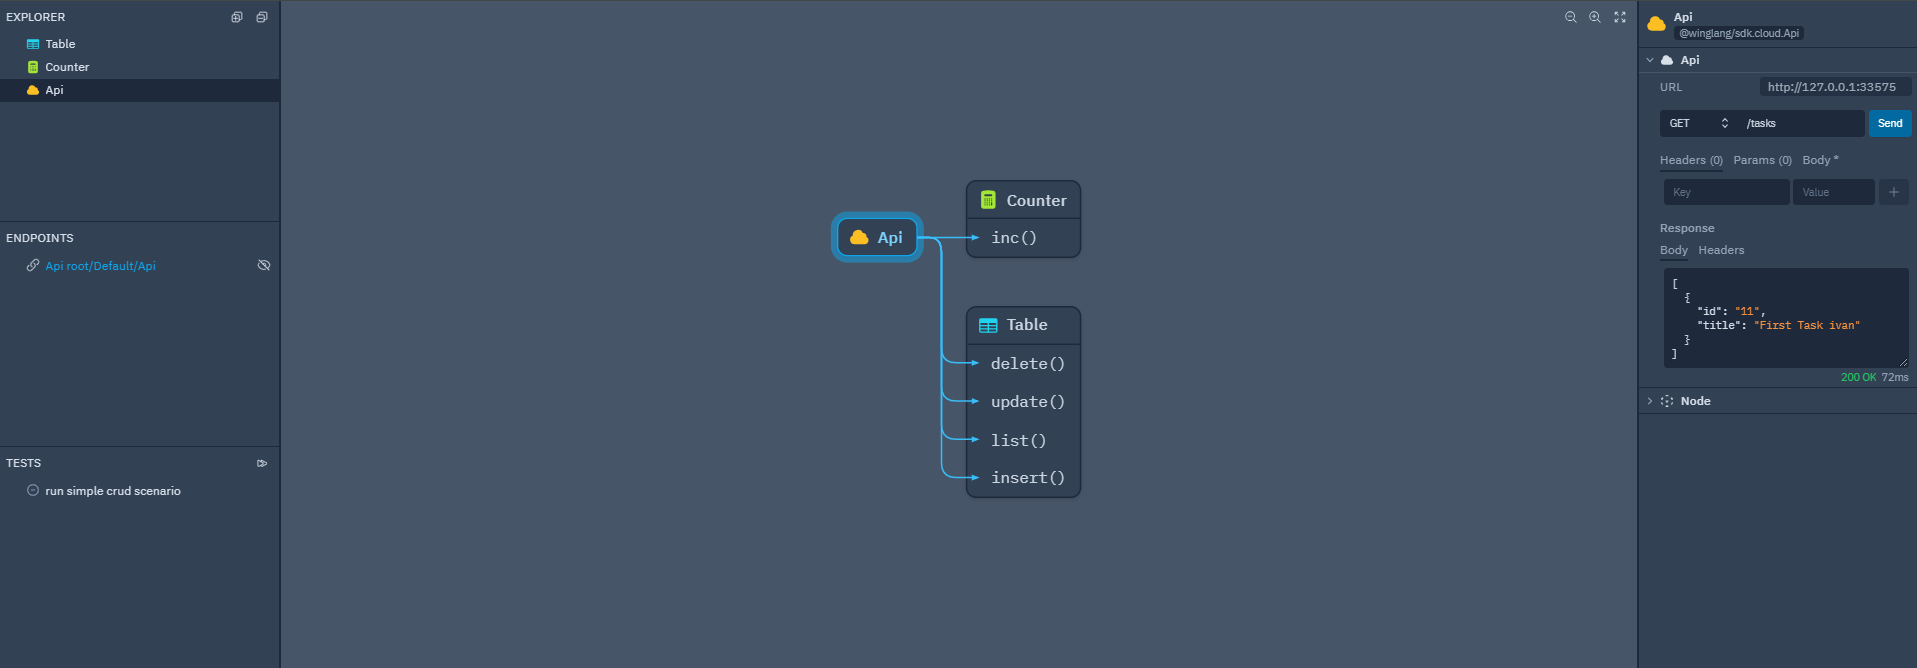 EXPLORER
Table
Counter
Api
ENDPOINTS
Api root/Default/Api
TESTS
run simple crud scenario
Api
Counter
inc()
Table
delete()
update()
list()
insert()
Api
@winglang/sdk.cloud.Api
Api
URL http://127.0.0.1:33575
GET /tasks Send
Headers (0) Params (0) Body *
Key Value +
Response
Body Headers
[
{
"id": "11",
"title": "First Task ivan"
}
]
200 OK 72ms
Node